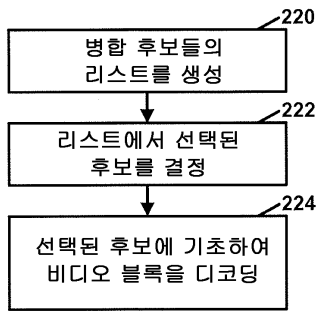 220
병합 후보들의
리스트를 생성
222
리스트에서 선택된
후보를 결정
224
선택된 후보에 기초하여
비디오 블록을 디코딩